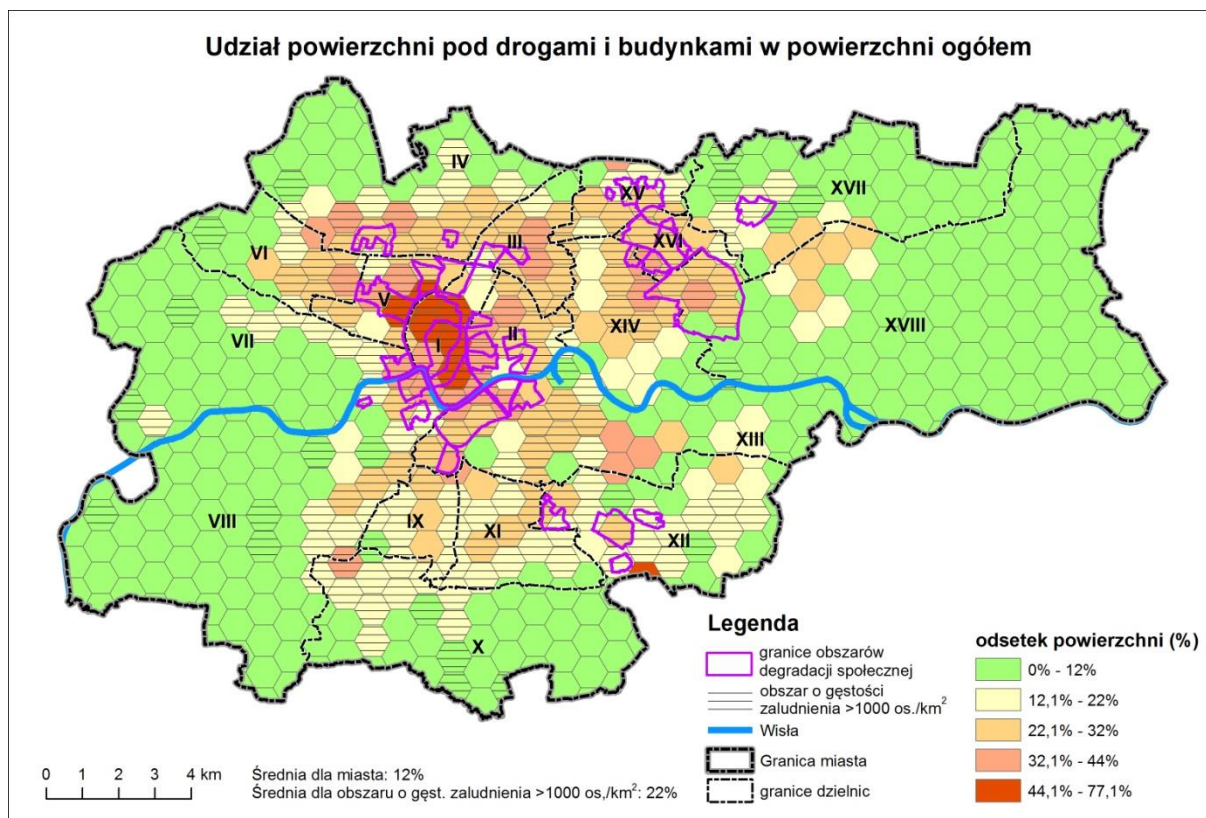 Udział powierzchni pod drogami i budynkami w powierzchni ogółem
IV
XV
XVII
III
XVI
VI
V
XVIII
II
XIV
VII
I
XIII
VIII
IX
XI
XII
X
Legenda
granice obszarów
degradacji społecznej
obszar o gęstości
zaludnienia >1000 os./km²
Wisła
Granica miasta
granice dzielnic
odsetek powierzchni (%)
0% - 12%
12,1% - 22%
22,1% - 32%
32,1% - 44%
44,1% - 77,1%
0 1 2 3 4 km
Średnia dla miasta: 12%
Średnia dla obszaru o gęst. zaludnienia >1000 os,/km²: 22%